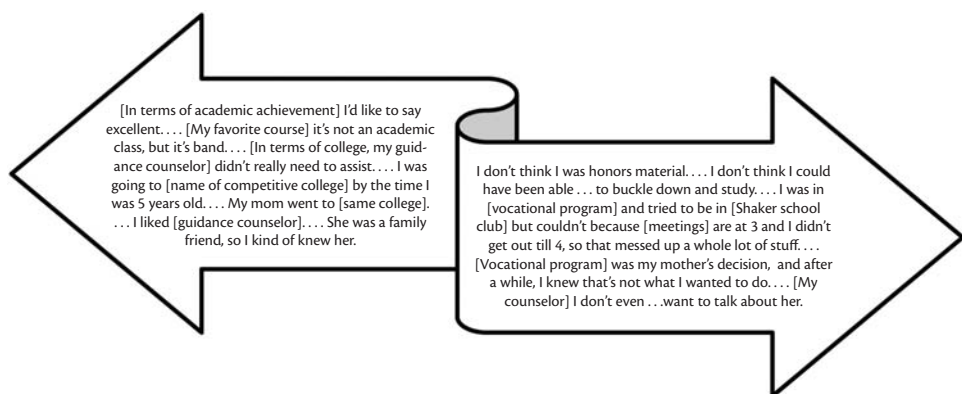 [In terms of academic achievement] I'd like to say
excellent. . . . [My favorite course] it's not an academic
class, but it's band. . . . [In terms of college, my guid-
ance counselor] didn't really need to assist. . . . I was
going to [name of competitive college] by the time I
was 5 years old. . . . My mom went to [same college].
. . . I liked [guidance counselor]. . . . She was a family
friend, so I kind of knew her.
I don't think I was honors material. . . . I don't think I could
have been able . . . to buckle down and study. . . . I was in
[vocational program] and tried to be in [Shaker school
club] but couldn't because [meetings] are at 3 and I didn't
get out till 4, so that messed up a whole lot of stuff. . . .
[Vocational program] was my mother's decision, and after
a while, I knew that's not what I wanted to do. . . . [My
counselor] I don't even . . .want to talk about her.